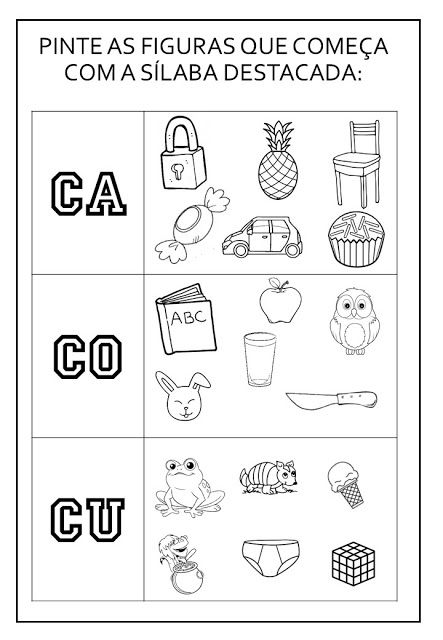 PINTE AS FIGURAS QUE COMEÇA
COM A SÍLABA DESTACADA:
CA
CO
ABC
CU